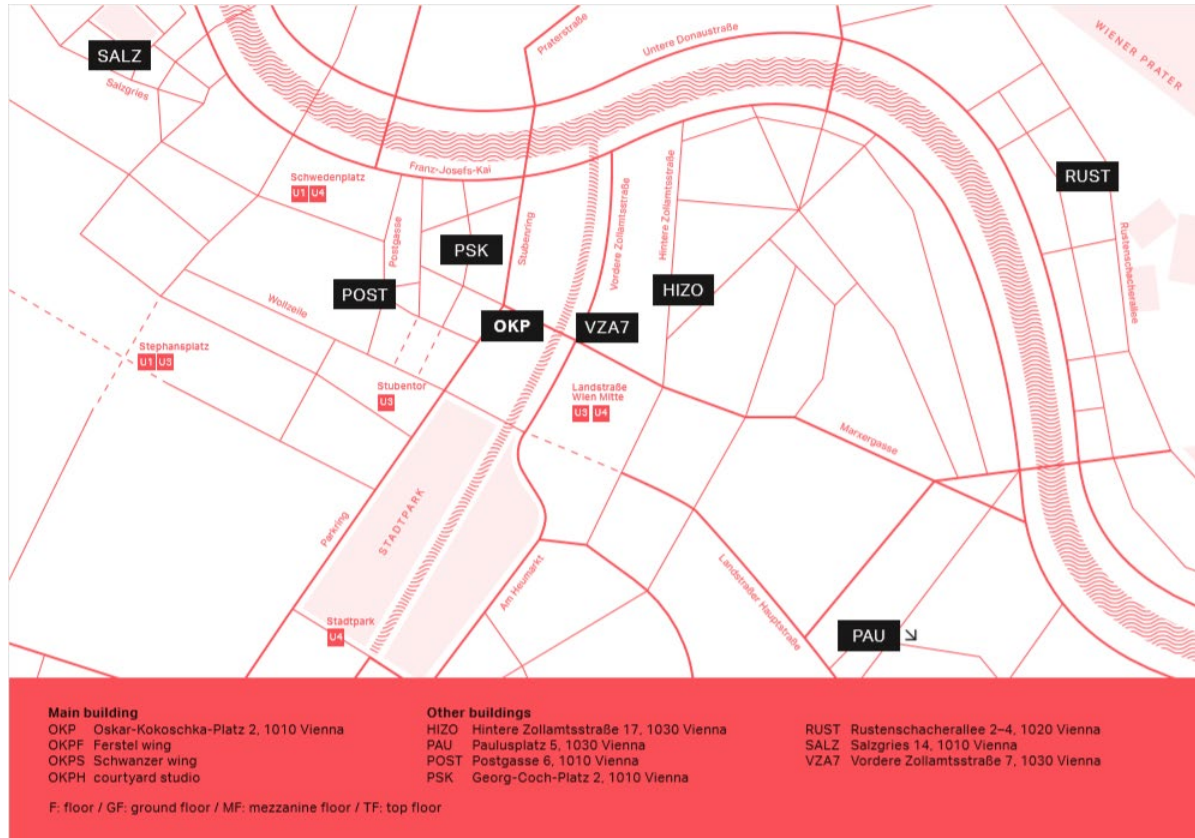 SALZ
Salzgries
Praterstraße
Untere Donaustraße
WIENER PRATER
Franz-Josefs-Kai
Schwedenplatz
U1 U4
RUST
Postgasse
PSK
Stubenring
Vordere Zollamtsstraße
Hintere Zollamtsstraße
Rustenschacherallee
POST
HIZO
Wollzeile
OKP
VZA7
Stephansplatz
U1 U3
Stubentor
U3
Landstraße
Wien Mitte
U3 U4
Marxergasse
Parkring
STADTPARK
Am Heumarkt
Landstraßer Hauptstraße
Stadtpark
U4
PAU
Main building
OKP Oskar-Kokoschka-Platz 2, 1010 Vienna
OKPF Ferstel wing
OKPS Schwanzer wing
OKPH courtyard studio
F: floor / GF: ground floor / MF: mezzanine floor / TF: top floor
Other buildings
HIZO Hintere Zollamtsstraße 17, 1030 Vienna
PAU Paulusplatz 5, 1030 Vienna
POST Postgasse 6, 1010 Vienna
PSK Georg-Coch-Platz 2, 1010 Vienna
RUST Rustenschacherallee 2–4, 1020 Vienna
SALZ Salzgries 14, 1010 Vienna
VZA7 Vordere Zollamtsstraße 7, 1030 Vienna